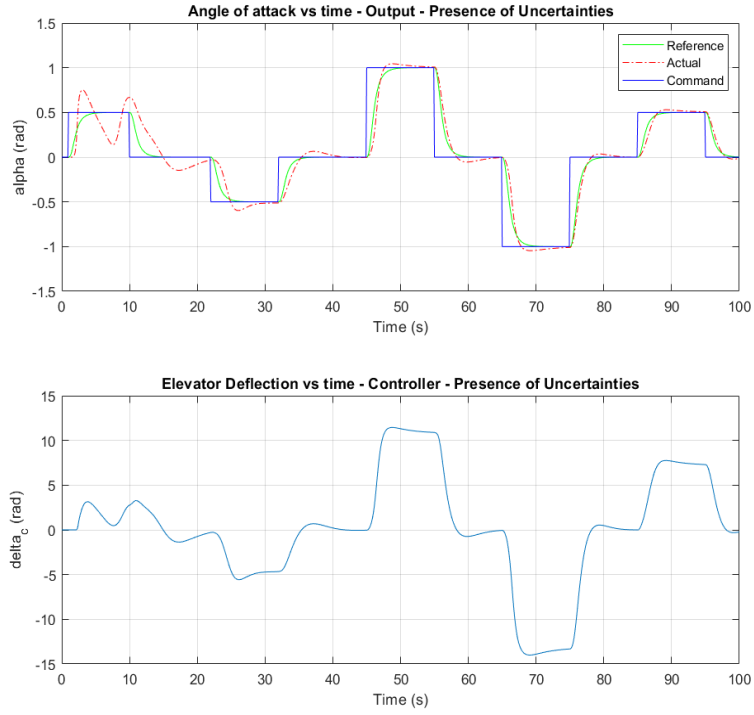 Angle of attack vs time - Output - Presence of Uncertainties
1.5
1
0.5
0
-0.5
-1
-1.5
alpha (rad)
Reference
Actual
Command
0 10 20 30 40 50 60 70 80 90 100
Time (s)
Elevator Deflection vs time - Controller - Presence of Uncertainties
15
10
5
0
-5
-10
-15
delta_c (rad)
0 10 20 30 40 50 60 70 80 90 100
Time (s)